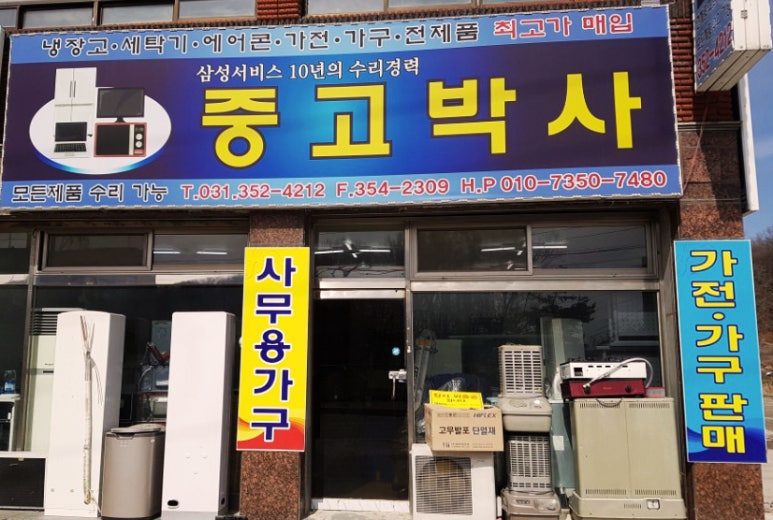 냉장고·세탁기·에어콘·가전·가구·전제품 최고가 매입
삼성서비스 10년의 수리경력
중고박사
모든제품 수리 가능 T.031.352-4212 F.354-2309 H.P 010-7350-7480
사무용가구
가전·가구판매
고무발포 단열재